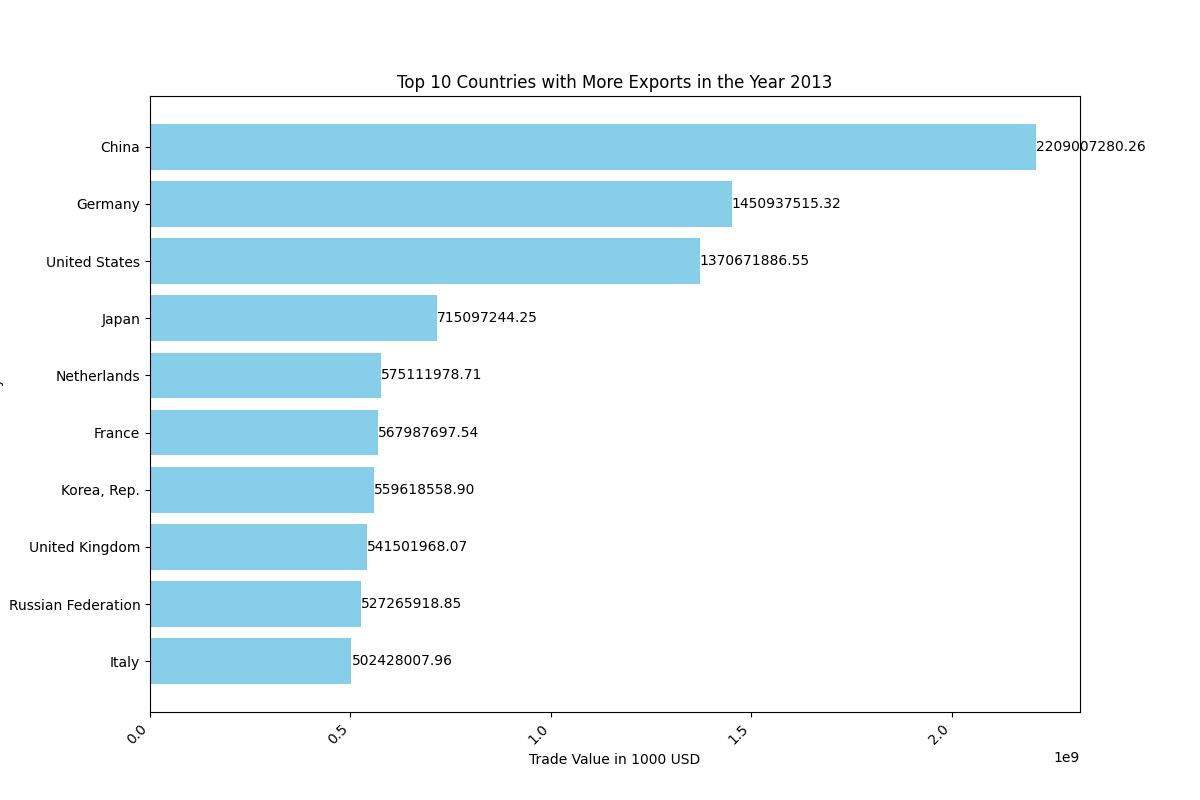 Top 10 Countries with More Exports in the Year 2013
China 2209007280.26
Germany 1450937515.32
United States 1370671886.55
Japan 715097244.25
Netherlands 575111978.71
France 567987697.54
Korea, Rep. 559618558.90
United Kingdom 541501968.07
Russian Federation 527265918.85
Italy 502428007.96
0.0 0.5 1.0 1.5 2.0
1e9
Trade Value in 1000 USD